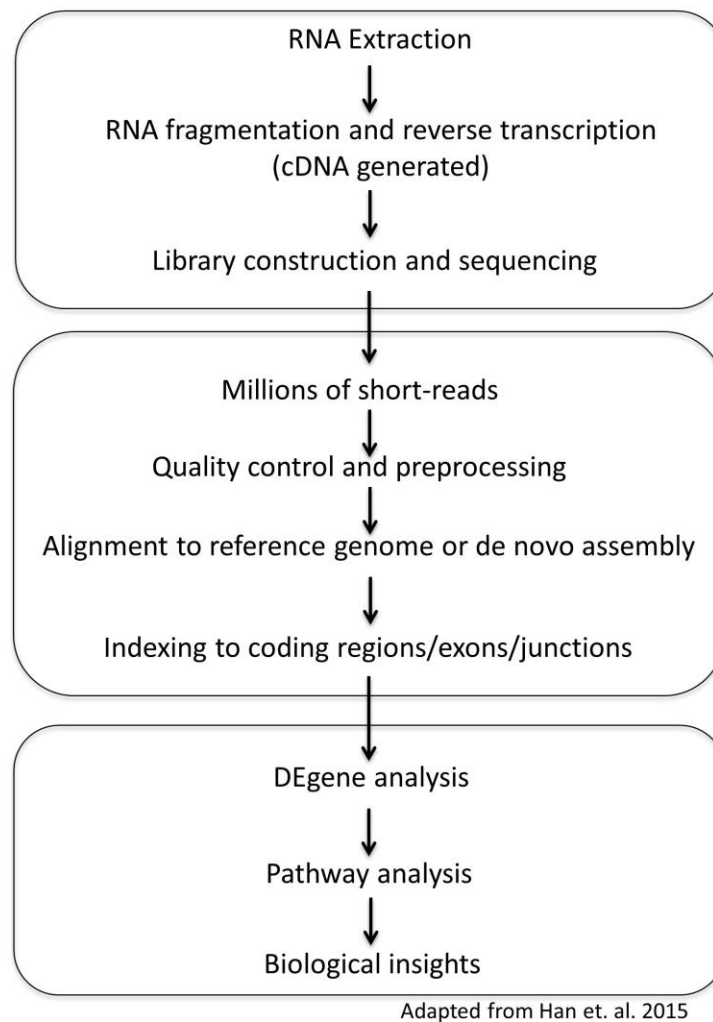 RNA Extraction
RNA fragmentation and reverse transcription
(cDNA generated)
Library construction and sequencing
Millions of short-reads
Quality control and preprocessing
Alignment to reference genome or de novo assembly
Indexing to coding regions/exons/junctions
DEgene analysis
Pathway analysis
Biological insights
Adapted from Han et. al. 2015